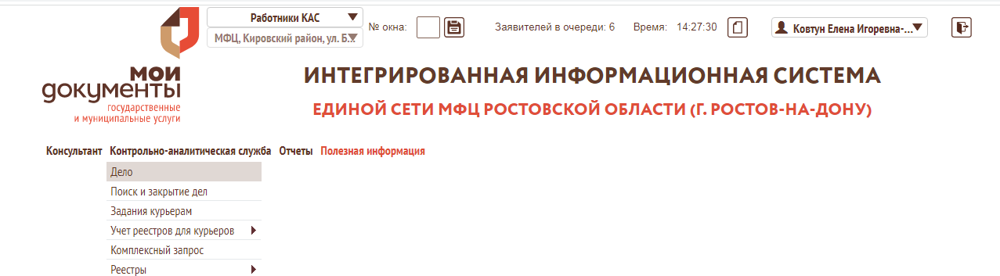 Работники КАС
МФЦ, Кировский район, ул. Б...
№ окна:
Заявителей в очереди: 6
Время: 14:27:30
Ковтун Елена Игоревна-...
мои
документы
государственные
и муниципальные услуги
ИНТЕГРИРОВАННАЯ ИНФОРМАЦИОННАЯ СИСТЕМА
ЕДИНОЙ СЕТИ МФЦ РОСТОВСКОЙ ОБЛАСТИ (Г. РОСТОВ-НА-ДОНУ)
Консультант Контрольно-аналитическая служба Отчеты Полезная информация
Дело
Поиск и закрытие дел
Задания курьерам
Учет реестров для курьеров
Комплексный запрос
Реестры